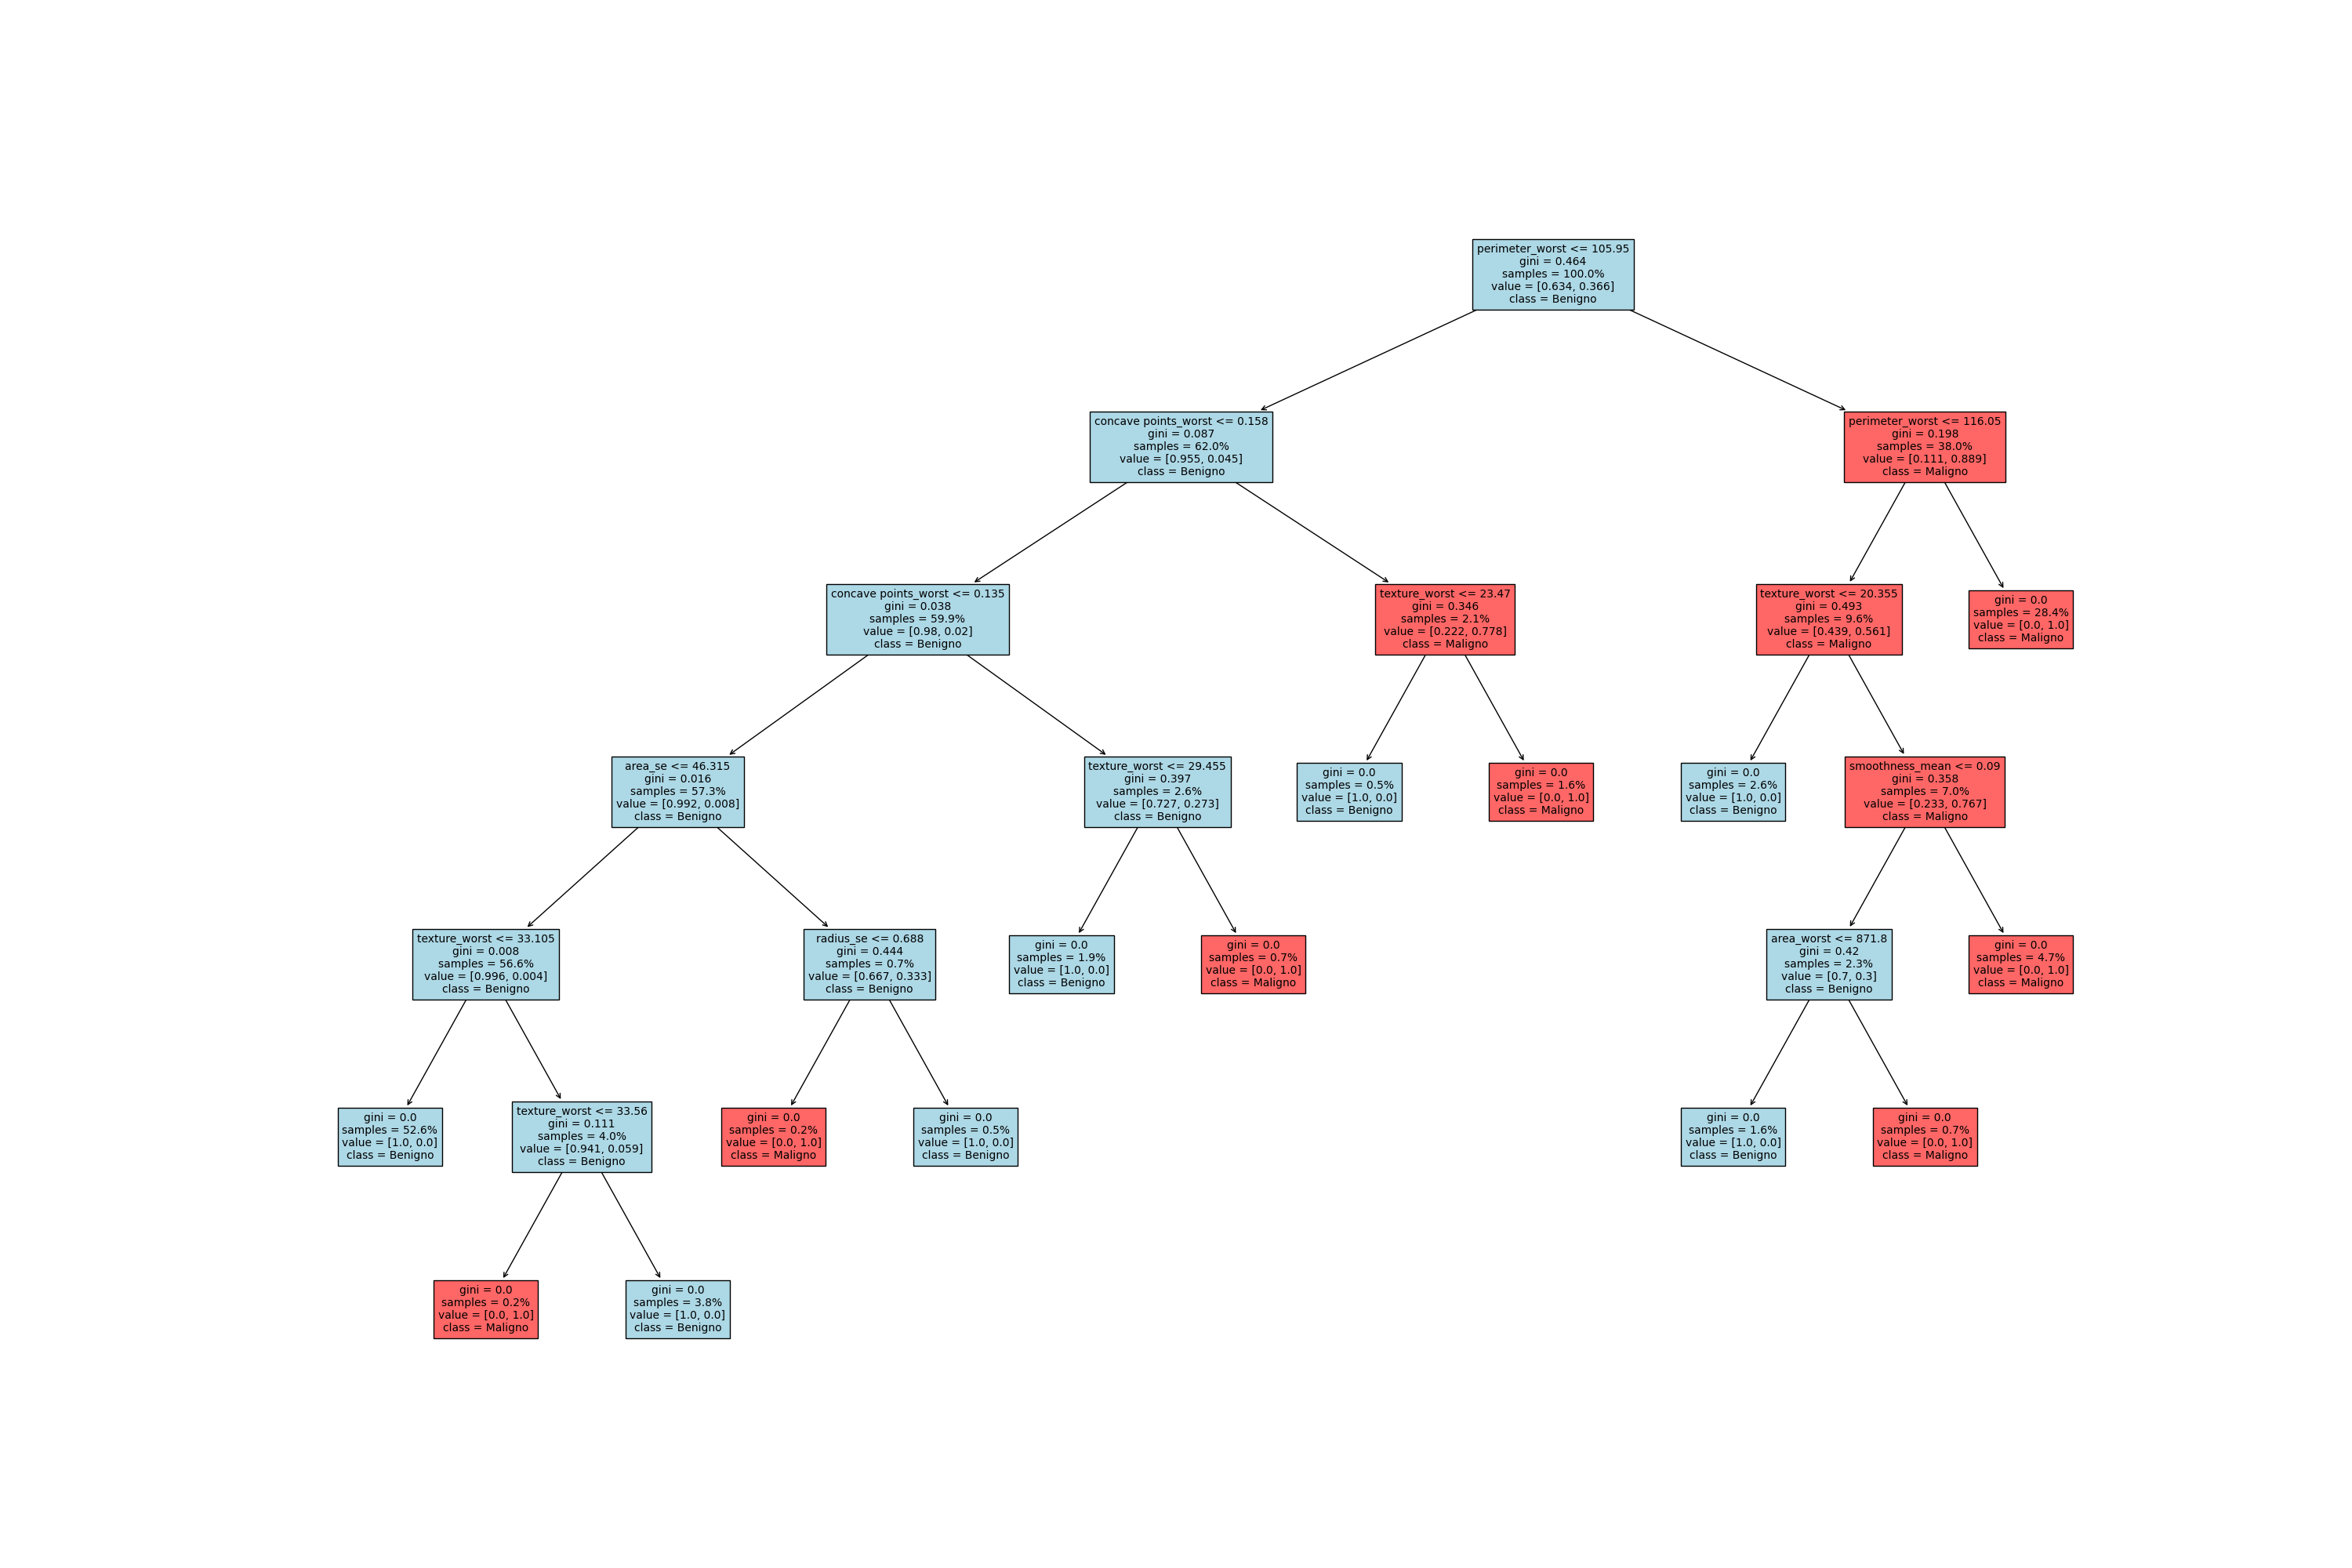 perimeter_worst <= 105.95
gini = 0.464
samples = 100.0%
value = [0.634, 0.366]
class = Benigno
concave points_worst <= 0.158
gini = 0.087
samples = 62.0%
value = [0.955, 0.045]
class = Benigno
perimeter_worst <= 116.05
gini = 0.198
samples = 38.0%
value = [0.111, 0.889]
class = Maligno
concave points_worst <= 0.135
gini = 0.038
samples = 59.9%
value = [0.98, 0.02]
class = Benigno
texture_worst <= 23.47
gini = 0.346
samples = 2.1%
value = [0.222, 0.778]
class = Maligno
texture_worst <= 20.355
gini = 0.493
samples = 9.6%
value = [0.439, 0.561]
class = Maligno
gini = 0.0
samples = 28.4%
value = [0.0, 1.0]
class = Maligno
area_se <= 46.315
gini = 0.016
samples = 57.3%
value = [0.992, 0.008]
class = Benigno
texture_worst <= 29.455
gini = 0.397
samples = 2.6%
value = [0.727, 0.273]
class = Benigno
gini = 0.0
samples = 0.5%
value = [1.0, 0.0]
class = Benigno
gini = 0.0
samples = 1.6%
value = [0.0, 1.0]
class = Maligno
gini = 0.0
samples = 2.6%
value = [1.0, 0.0]
class = Benigno
smoothness_mean <= 0.09
gini = 0.358
samples = 7.0%
value = [0.233, 0.767]
class = Maligno
texture_worst <= 33.105
gini = 0.008
samples = 56.6%
value = [0.996, 0.004]
class = Benigno
radius_se <= 0.688
gini = 0.444
samples = 0.7%
value = [0.667, 0.333]
class = Benigno
gini = 0.0
samples = 1.9%
value = [1.0, 0.0]
class = Benigno
gini = 0.0
samples = 0.7%
value = [0.0, 1.0]
class = Maligno
area_worst <= 871.8
gini = 0.42
samples = 2.3%
value = [0.7, 0.3]
class = Benigno
gini = 0.0
samples = 4.7%
value = [0.0, 1.0]
class = Maligno
gini = 0.0
samples = 52.6%
value = [1.0, 0.0]
class = Benigno
texture_worst <= 33.56
gini = 0.111
samples = 4.0%
value = [0.941, 0.059]
class = Benigno
gini = 0.0
samples = 0.2%
value = [0.0, 1.0]
class = Maligno
gini = 0.0
samples = 0.5%
value = [1.0, 0.0]
class = Benigno
gini = 0.0
samples = 1.6%
value = [1.0, 0.0]
class = Benigno
gini = 0.0
samples = 0.7%
value = [0.0, 1.0]
class = Maligno
gini = 0.0
samples = 0.2%
value = [0.0, 1.0]
class = Maligno
gini = 0.0
samples = 3.8%
value = [1.0, 0.0]
class = Benigno